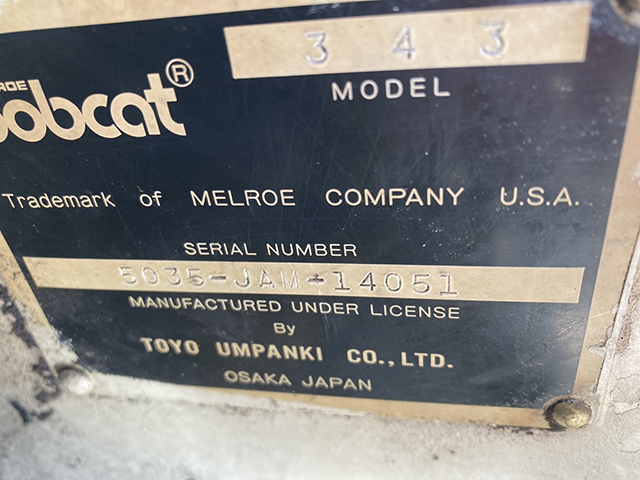 bobcat®
3 4 3
MODEL
Trademark of MELROE COMPANY U.S.A.
SERIAL NUMBER
5035-JAM-14051
MANUFACTURED UNDER LICENSE
By
TOYO UMPANKI CO., LTD.
OSAKA JAPAN